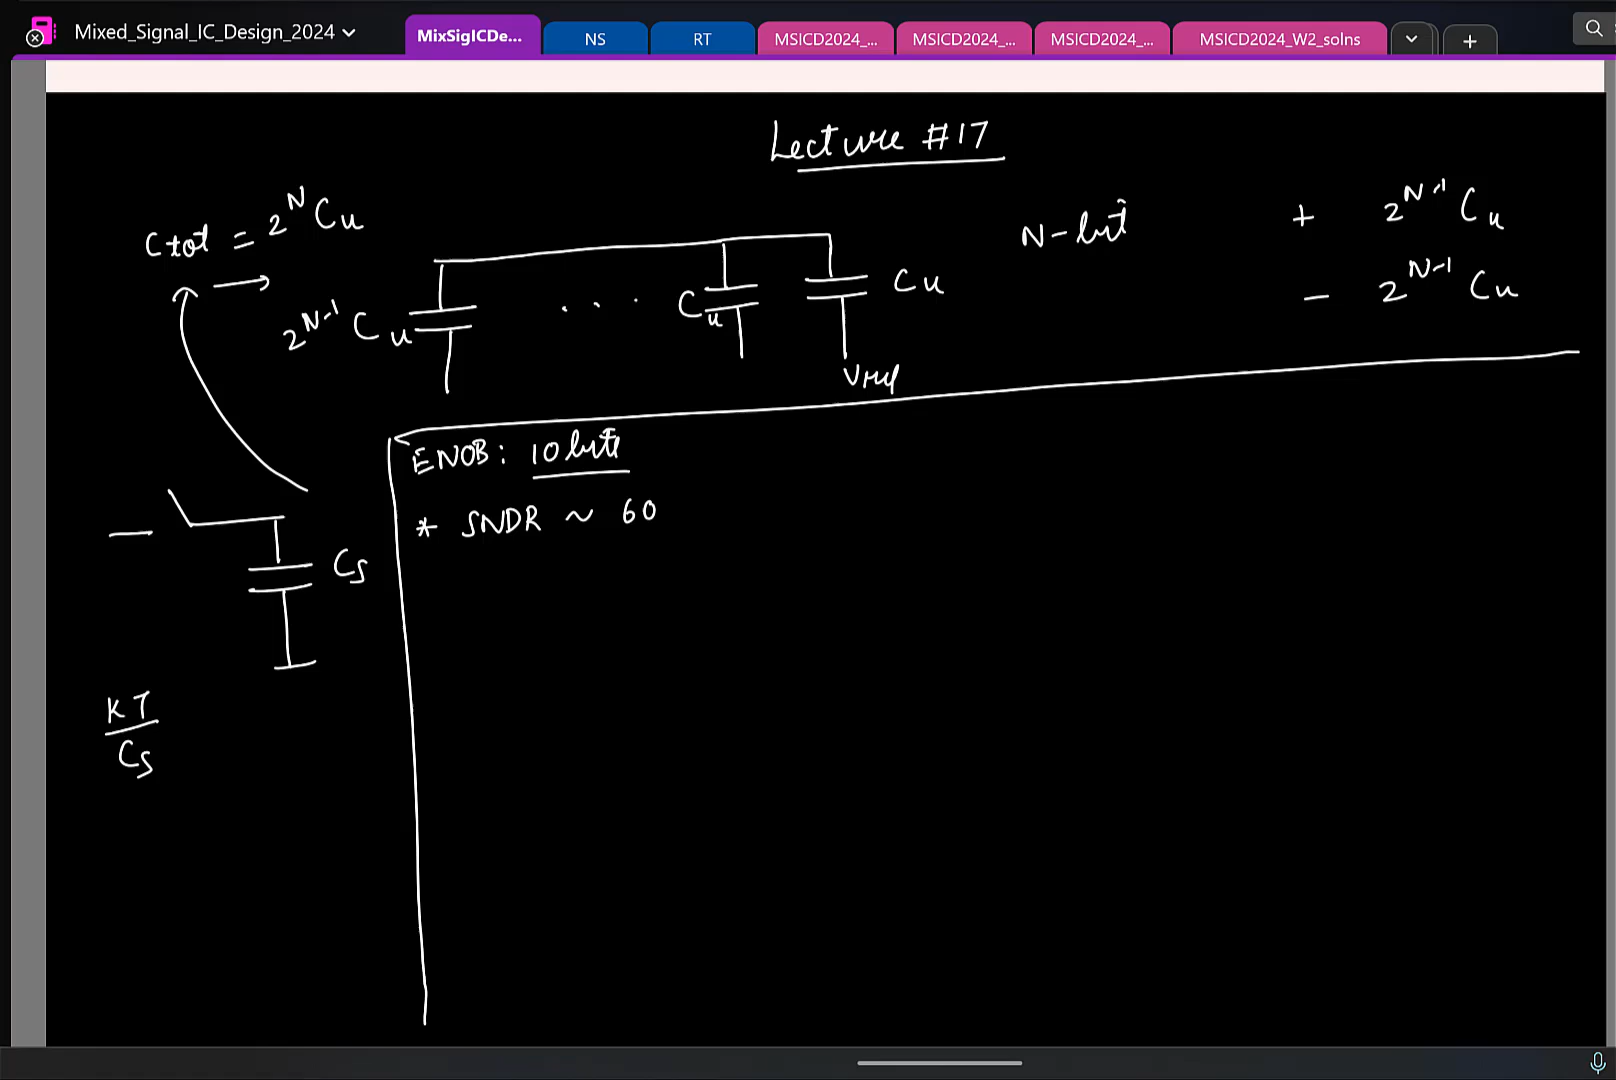 Mixed_Signal_IC_Design_2024
MixSigICDe...
NS
RT
MSICD2024_...
MSICD2024_...
MSICD2024_...
MSICD2024_W2_solns
Lecture #17
Ctot = 2^N Cu
2^N-1 Cu
. . .
Cu
Cu
Vref
N-bit
+ 2^N-1 Cu
- 2^N-1 Cu
ENOB: 10 bits
* SNDR ~ 60
Cs
KT
Cs